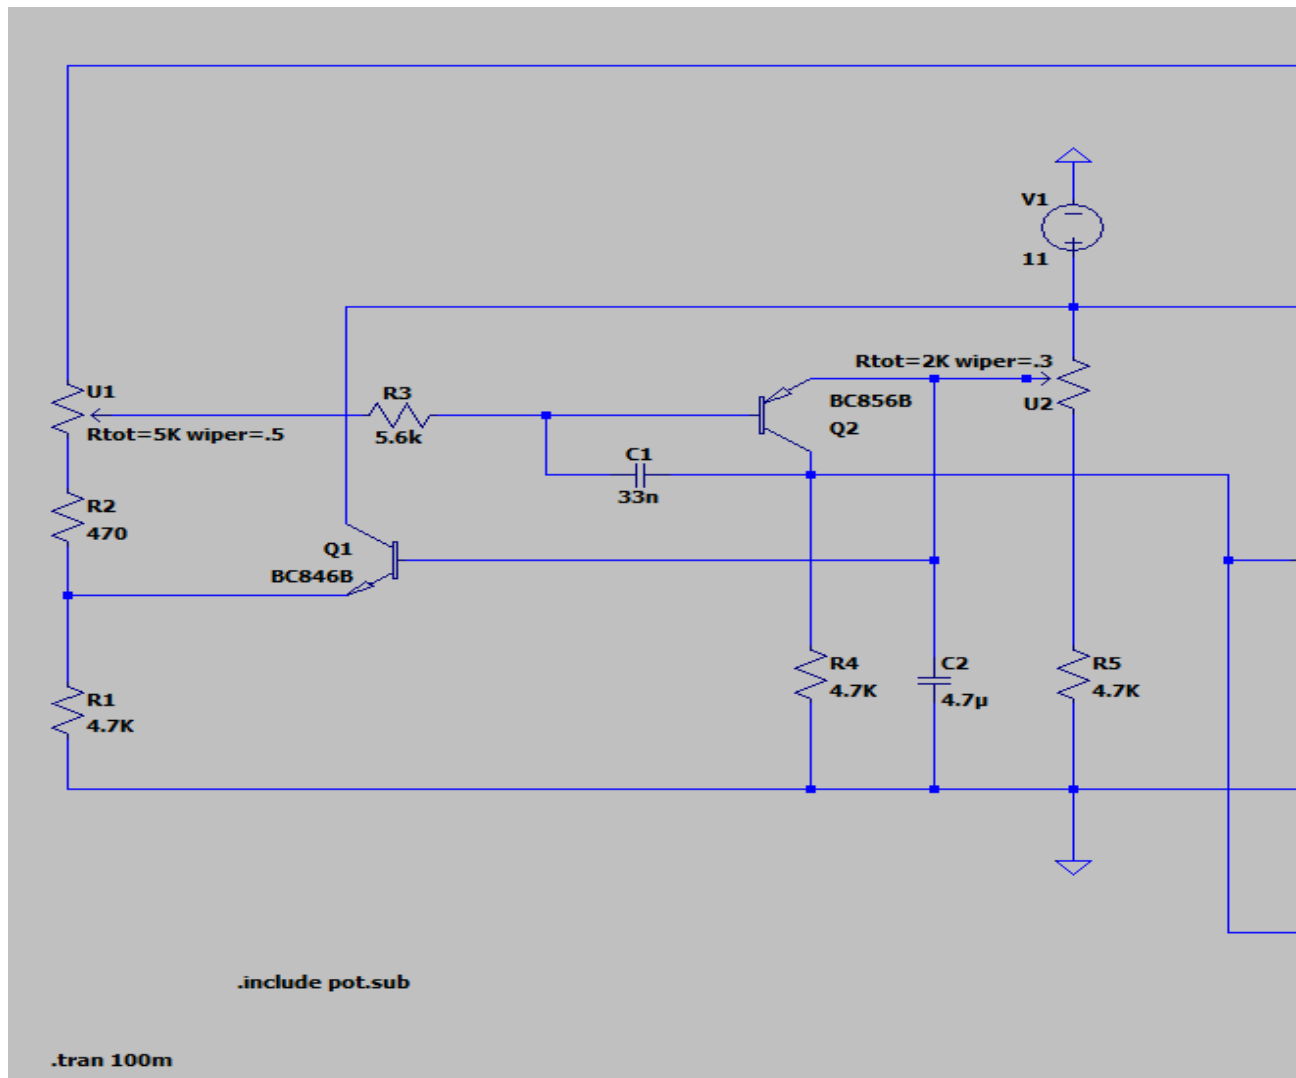 V1
11
Rtot=2K wiper=.3
U1
R3
BC856B
U2
Rtot=5K wiper=.5
5.6k
Q2
C1
33n
R2
470
Q1
BC846B
R4
4.7K
C2
4.7µ
R5
4.7K
R1
4.7K
.include pot.sub
.tran 100m